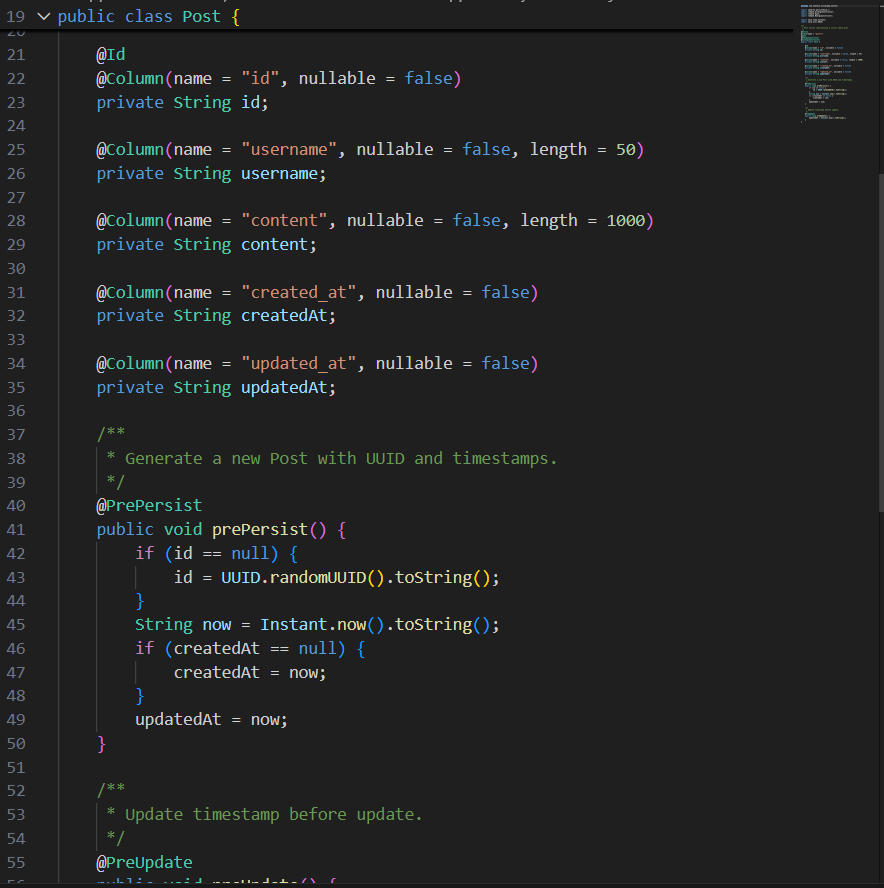 19 public class Post {
20
21 @Id
22 @Column(name = "id", nullable = false)
23 private String id;
24
25 @Column(name = "username", nullable = false, length = 50)
26 private String username;
27
28 @Column(name = "content", nullable = false, length = 1000)
29 private String content;
30
31 @Column(name = "created_at", nullable = false)
32 private String createdAt;
33
34 @Column(name = "updated_at", nullable = false)
35 private String updatedAt;
36
37 /**
38 * Generate a new Post with UUID and timestamps.
39 */
40 @PrePersist
41 public void prePersist() {
42 if (id == null) {
43 id = UUID.randomUUID().toString();
44 }
45 String now = Instant.now().toString();
46 if (createdAt == null) {
47 createdAt = now;
48 }
49 updatedAt = now;
50 }
51
52 /**
53 * Update timestamp before update.
54 */
55 @PreUpdate
56 public void preUpdate() {